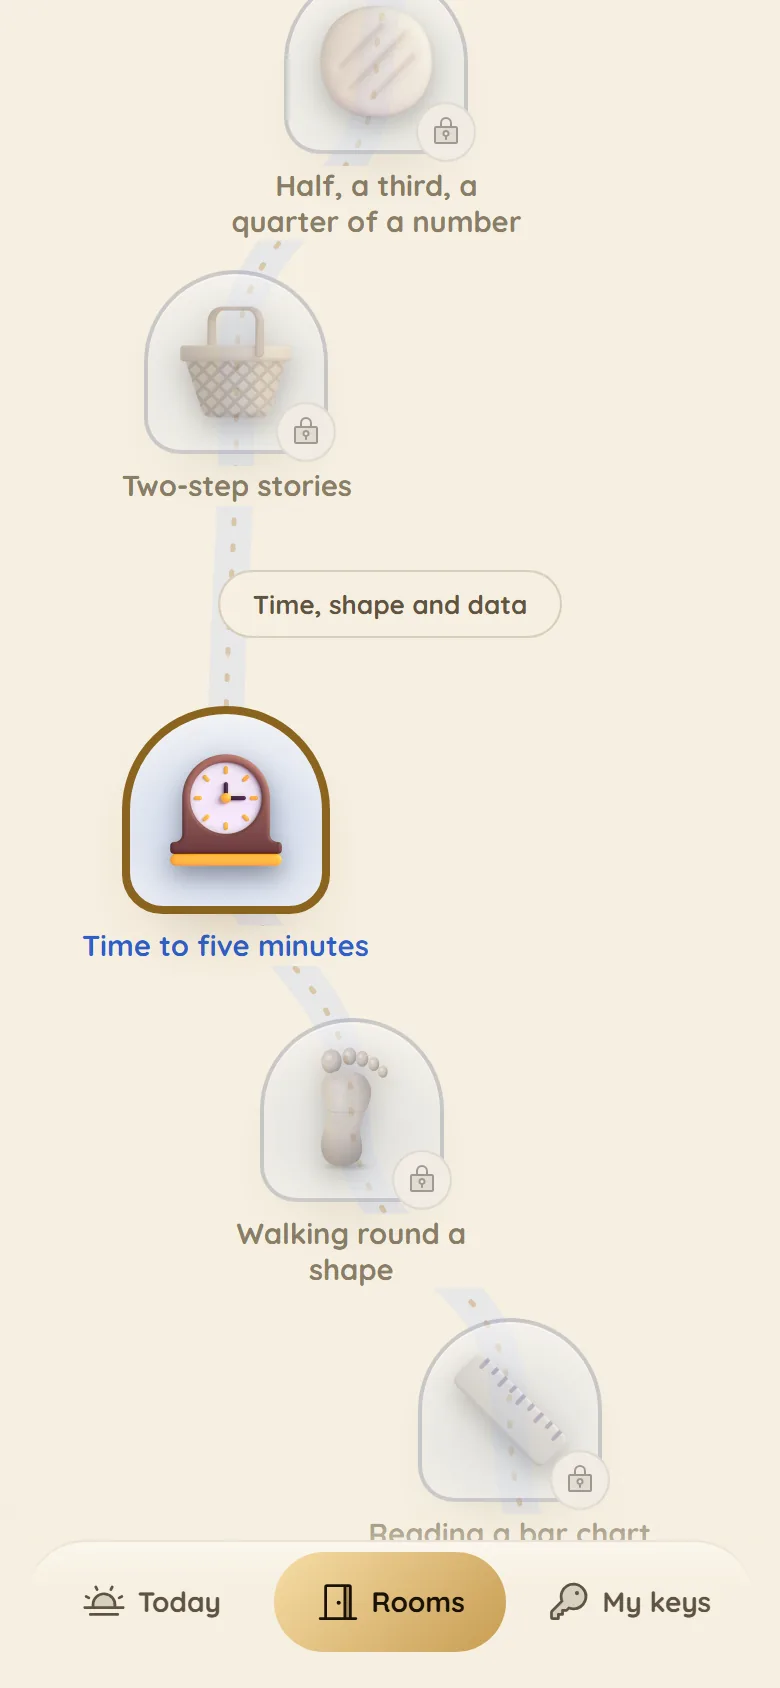 Half, a third, a
quarter of a number
Two-step stories
Time, shape and data
Time to five minutes
Walking round a
shape
Reading a bar chart
Today
Rooms
My keys